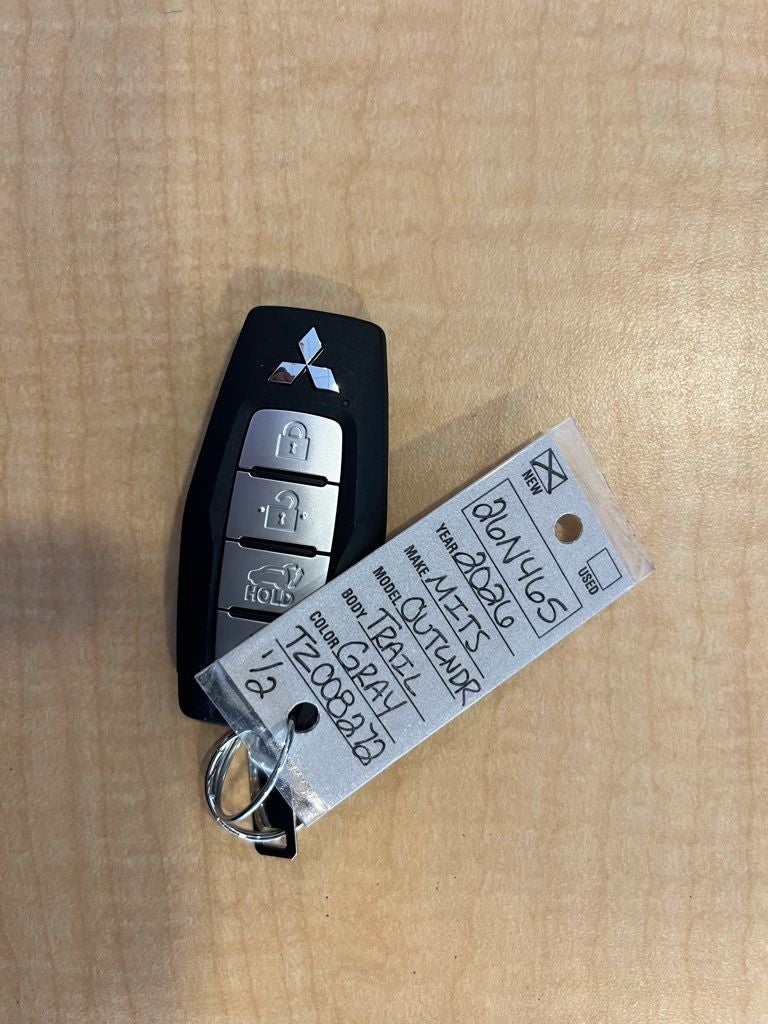 HOLD
NEW
USED
26N465
YEAR 2026
MAKE MITS
MODEL OUTLNDR
BODY TRAIL
COLOR GRAY
TZ008272
1/2